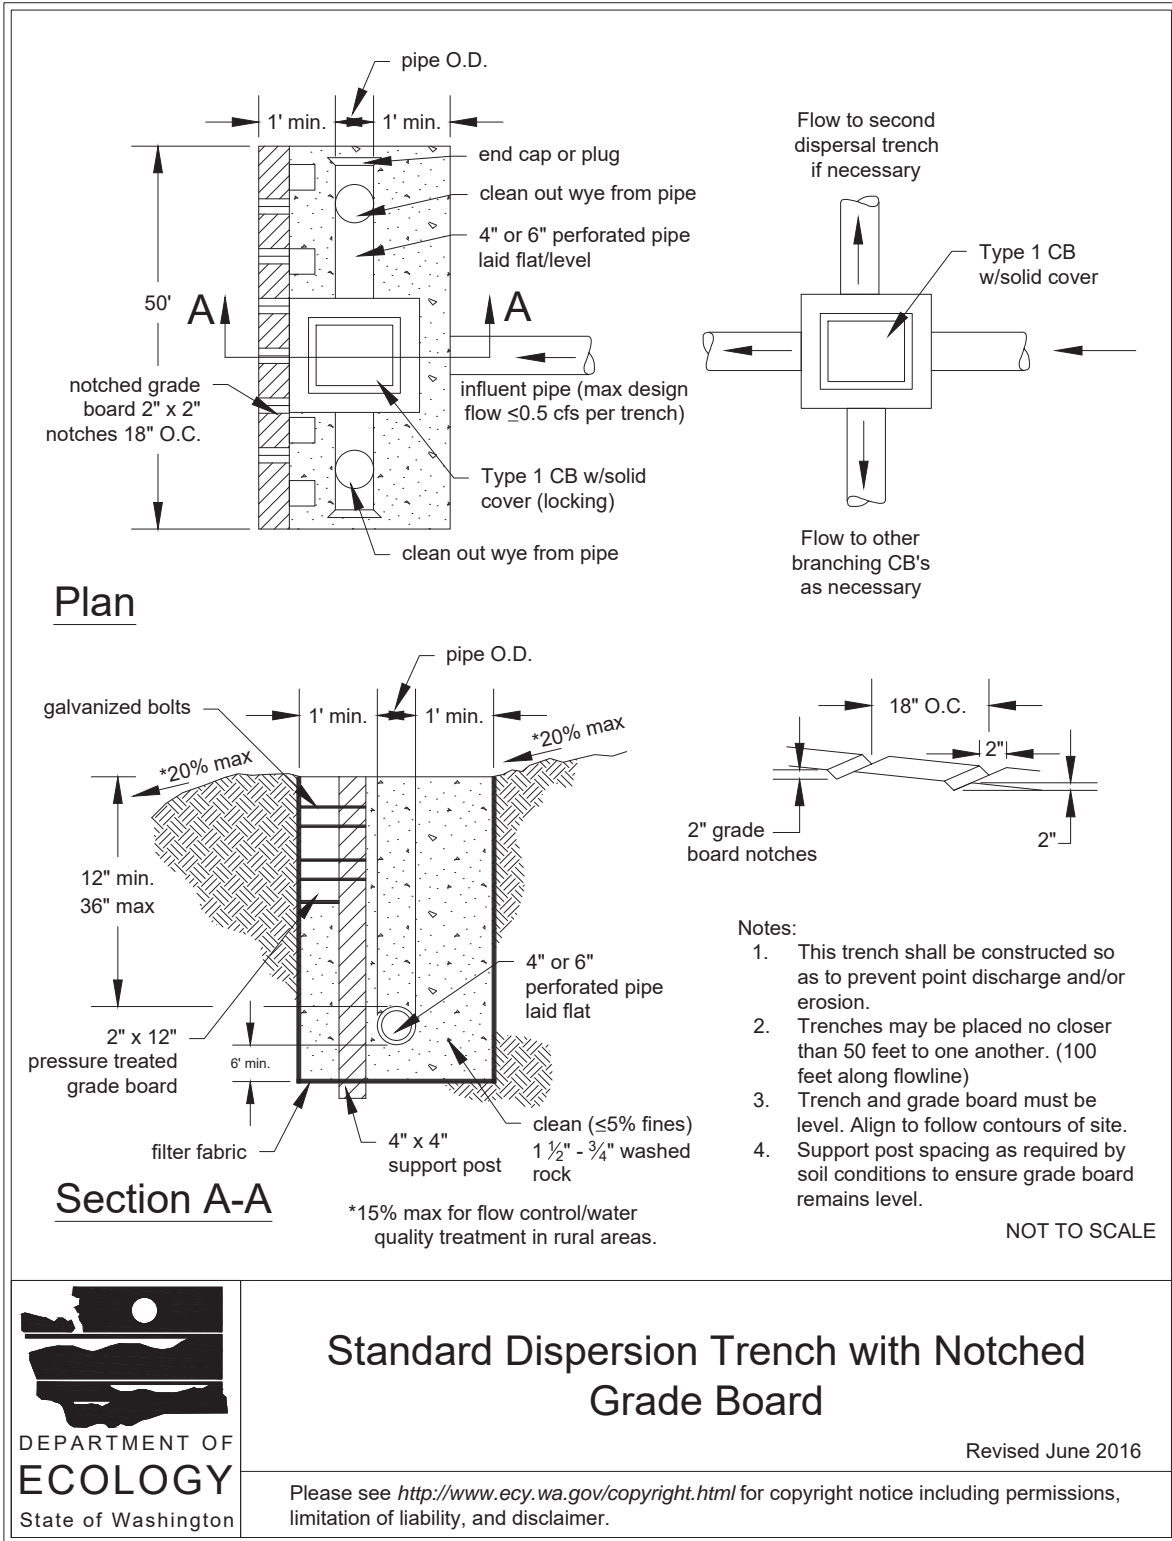 pipe O.D.
1' min.
1' min.
end cap or plug
clean out wye from pipe
4" or 6" perforated pipe
laid flat/level
50'
A
A
notched grade
board 2" x 2"
notches 18" O.C.
influent pipe (max design
flow ≤0.5 cfs per trench)
Type 1 CB w/solid
cover (locking)
clean out wye from pipe
Plan
Flow to second
dispersal trench
if necessary
Type 1 CB
w/solid cover
Flow to other
branching CB's
as necessary
pipe O.D.
galvanized bolts
1' min.
1' min.
*20% max
*20% max
12" min.
36" max
4" or 6"
perforated pipe
laid flat
2" x 12"
pressure treated
grade board
6' min.
filter fabric
4" x 4"
support post
clean (≤5% fines)
1 ½" - ¾" washed
rock
Section A-A
*15% max for flow control/water
quality treatment in rural areas.
18" O.C.
2"
2" grade
board notches
2"
Notes:
1. This trench shall be constructed so
as to prevent point discharge and/or
erosion.
2. Trenches may be placed no closer
than 50 feet to one another. (100
feet along flowline)
3. Trench and grade board must be
level. Align to follow contours of site.
4. Support post spacing as required by
soil conditions to ensure grade board
remains level.
NOT TO SCALE
DEPARTMENT OF
ECOLOGY
State of Washington
Standard Dispersion Trench with Notched
Grade Board
Revised June 2016
Please see http://www.ecy.wa.gov/copyright.html for copyright notice including permissions,
limitation of liability, and disclaimer.